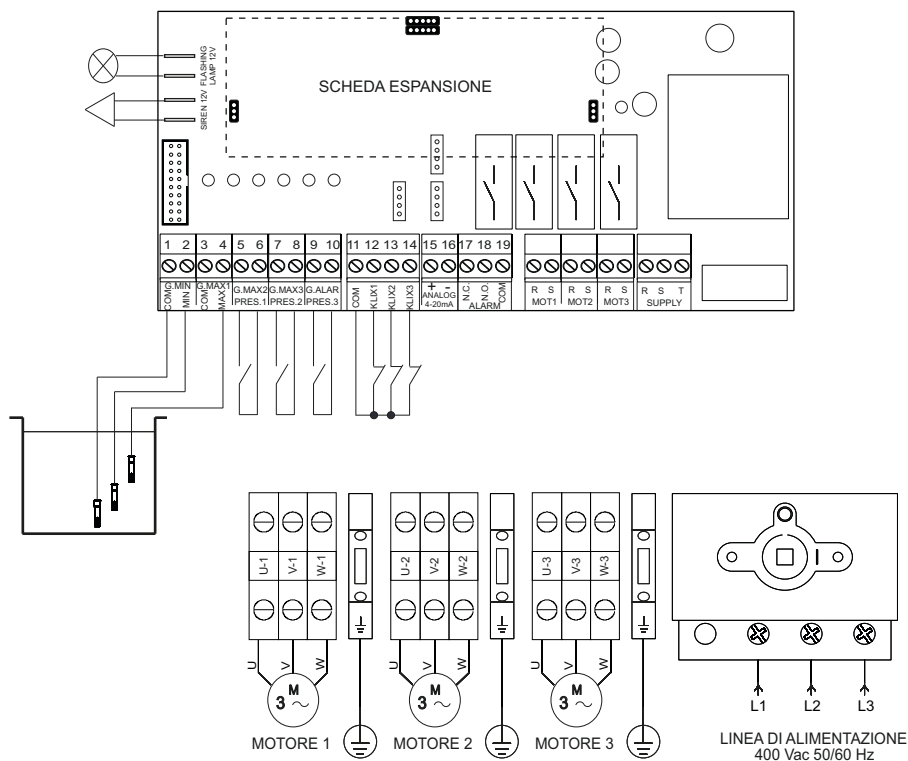 FLASHING
LAMP 12V
SIREN 12V
SCHEDA ESPANSIONE
1 2 3 4 5 6 7 8 9 10 11 12 13 14 15 16 17 18 19
COM
G.MIN
MIN
COM
G.MAX1
MAX1
G.MAX2
PRES.1
G.MAX3
PRES.2
G.ALAR
PRES.3
COM
KLIX1
KLIX2
KLIX3
+ -
ANALOG
4-20mA
N.C.
N.O.
COM
ALARM
R S
MOT1
R S
MOT2
R S
MOT3
R S T
SUPPLY
U-1 V-1 W-1
U-2 V-2 W-2
U-3 V-3 W-3
I
U V W
M
3 ~
U V W
M
3 ~
U V W
M
3 ~
MOTORE 1 MOTORE 2 MOTORE 3
L1 L2 L3
LINEA DI ALIMENTAZIONE
400 Vac 50/60 Hz